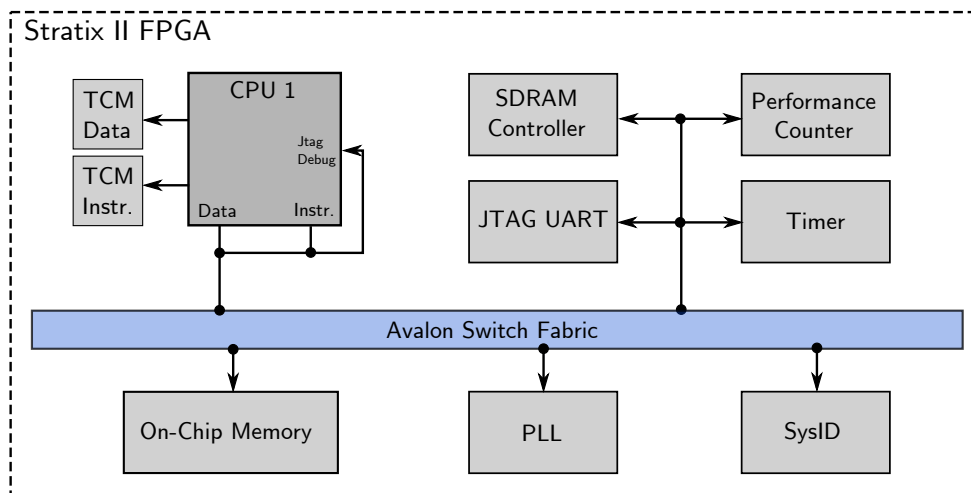 Stratix II FPGA
TCM
Data
TCM
Instr.
CPU 1
Jtag
Debug
Data
Instr.
SDRAM
Controller
Performance
Counter
JTAG UART
Timer
Avalon Switch Fabric
On-Chip Memory
PLL
SysID